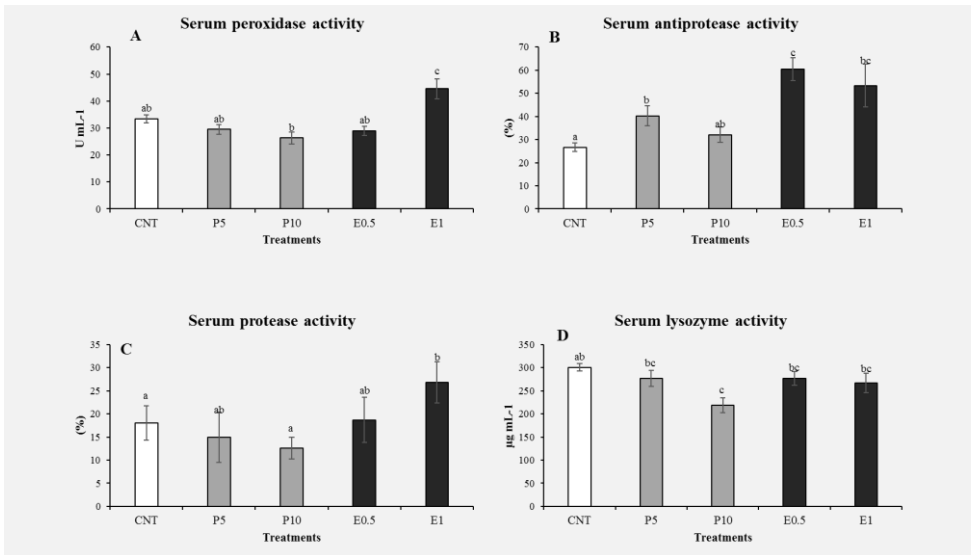 Serum peroxidase activity
A
60
50
40
30
20
10
0
U mL-1
ab
ab
b
ab
c
CNT
P5
P10
E0.5
E1
Treatments
Serum antiprotease activity
B
70
60
50
40
30
20
10
0
(%)
a
b
ab
c
bc
CNT
P5
P10
E0.5
E1
Treatments
Serum protease activity
C
35
30
25
20
15
10
5
0
(%)
a
ab
a
ab
b
CNT
P5
P10
E0.5
E1
Treatments
Serum lysozyme activity
D
350
300
250
200
150
100
50
0
µg mL-1
ab
bc
c
bc
bc
CNT
P5
P10
E0.5
E1
Treatments